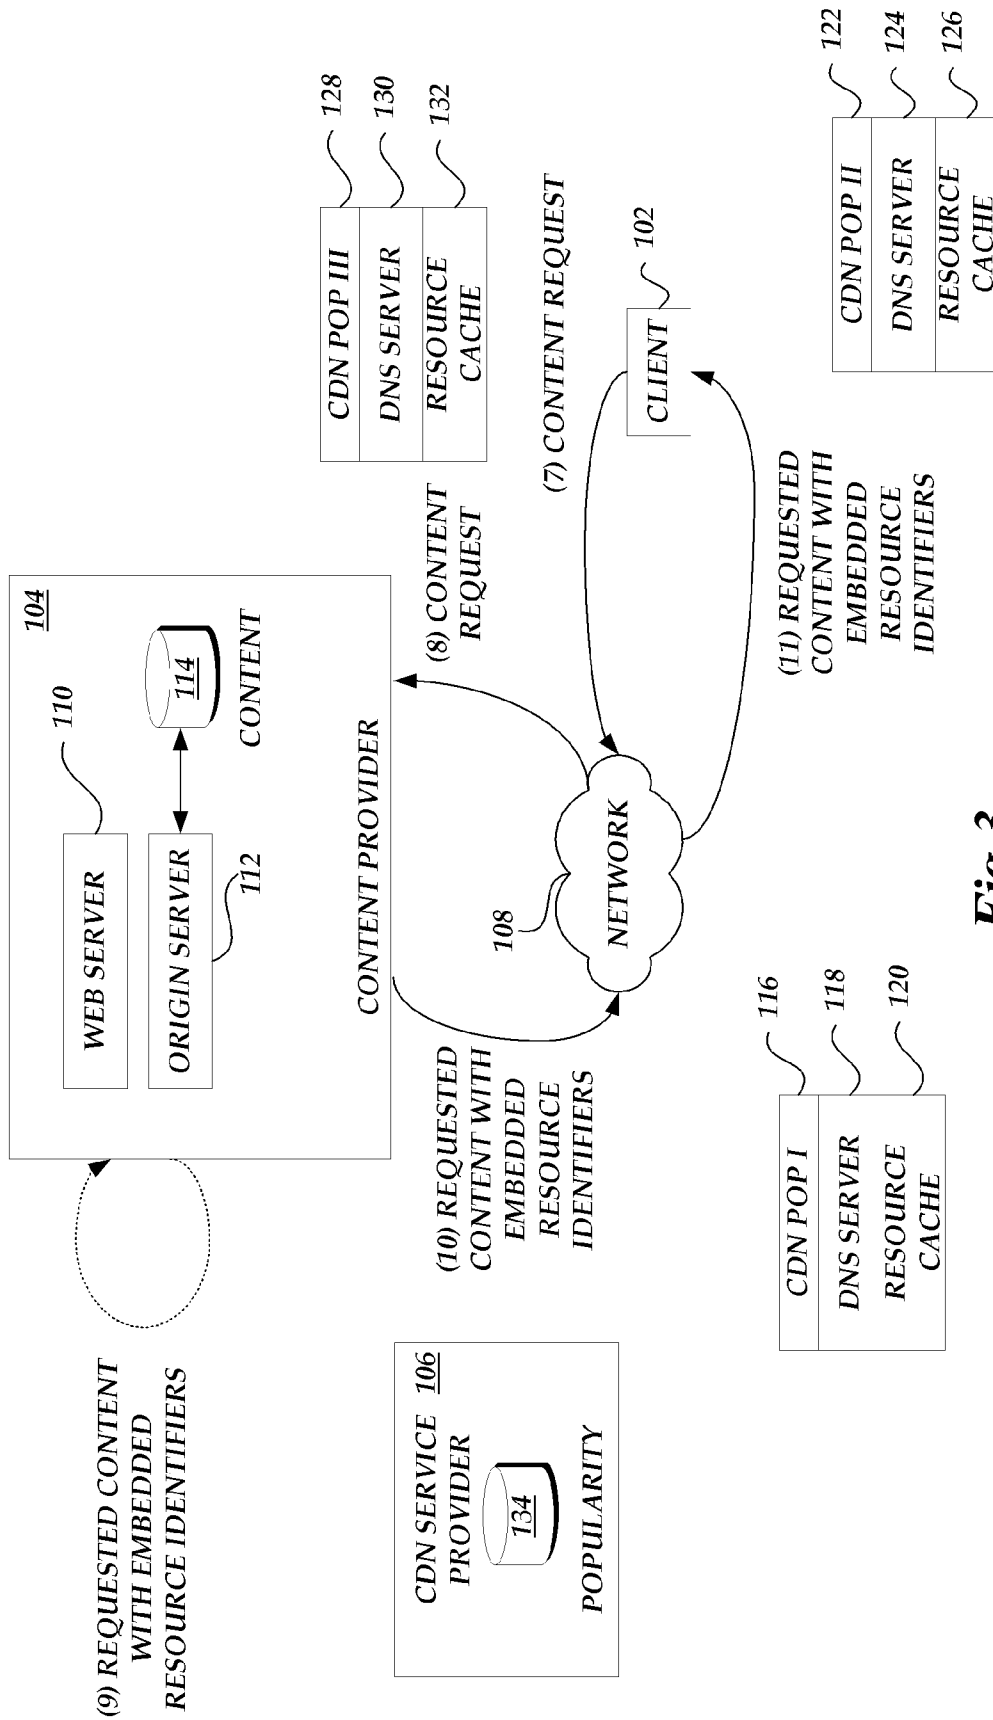 (9) REQUESTED CONTENT
WITH EMBEDDED
RESOURCE IDENTIFIERS
104
WEB SERVER
110
ORIGIN SERVER
112
114
CONTENT
CONTENT PROVIDER
CDN SERVICE
PROVIDER
106
134
POPULARITY
(10) REQUESTED
CONTENT WITH
EMBEDDED
RESOURCE
IDENTIFIERS
(8) CONTENT
REQUEST
CDN POP III
128
DNS SERVER
130
RESOURCE
CACHE
132
108
NETWORK
(7) CONTENT REQUEST
CLIENT
102
(11) REQUESTED
CONTENT WITH
EMBEDDED
RESOURCE
IDENTIFIERS
CDN POP I
116
DNS SERVER
118
RESOURCE
CACHE
120
CDN POP II
122
DNS SERVER
124
RESOURCE
CACHE
126
Fig.